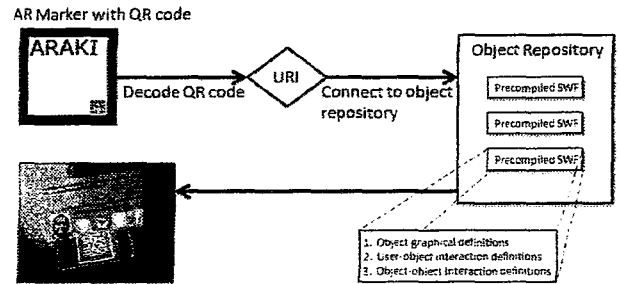 AR Marker with QR code
ARAKI
Decode QR code
URI
Connect to object
repository
Object Repository
Precompiled SWF
Precompiled SWF
Precompiled SWF
1. Object graphical definitions
2. User-object interaction definitions
3. Object-object interaction definitions